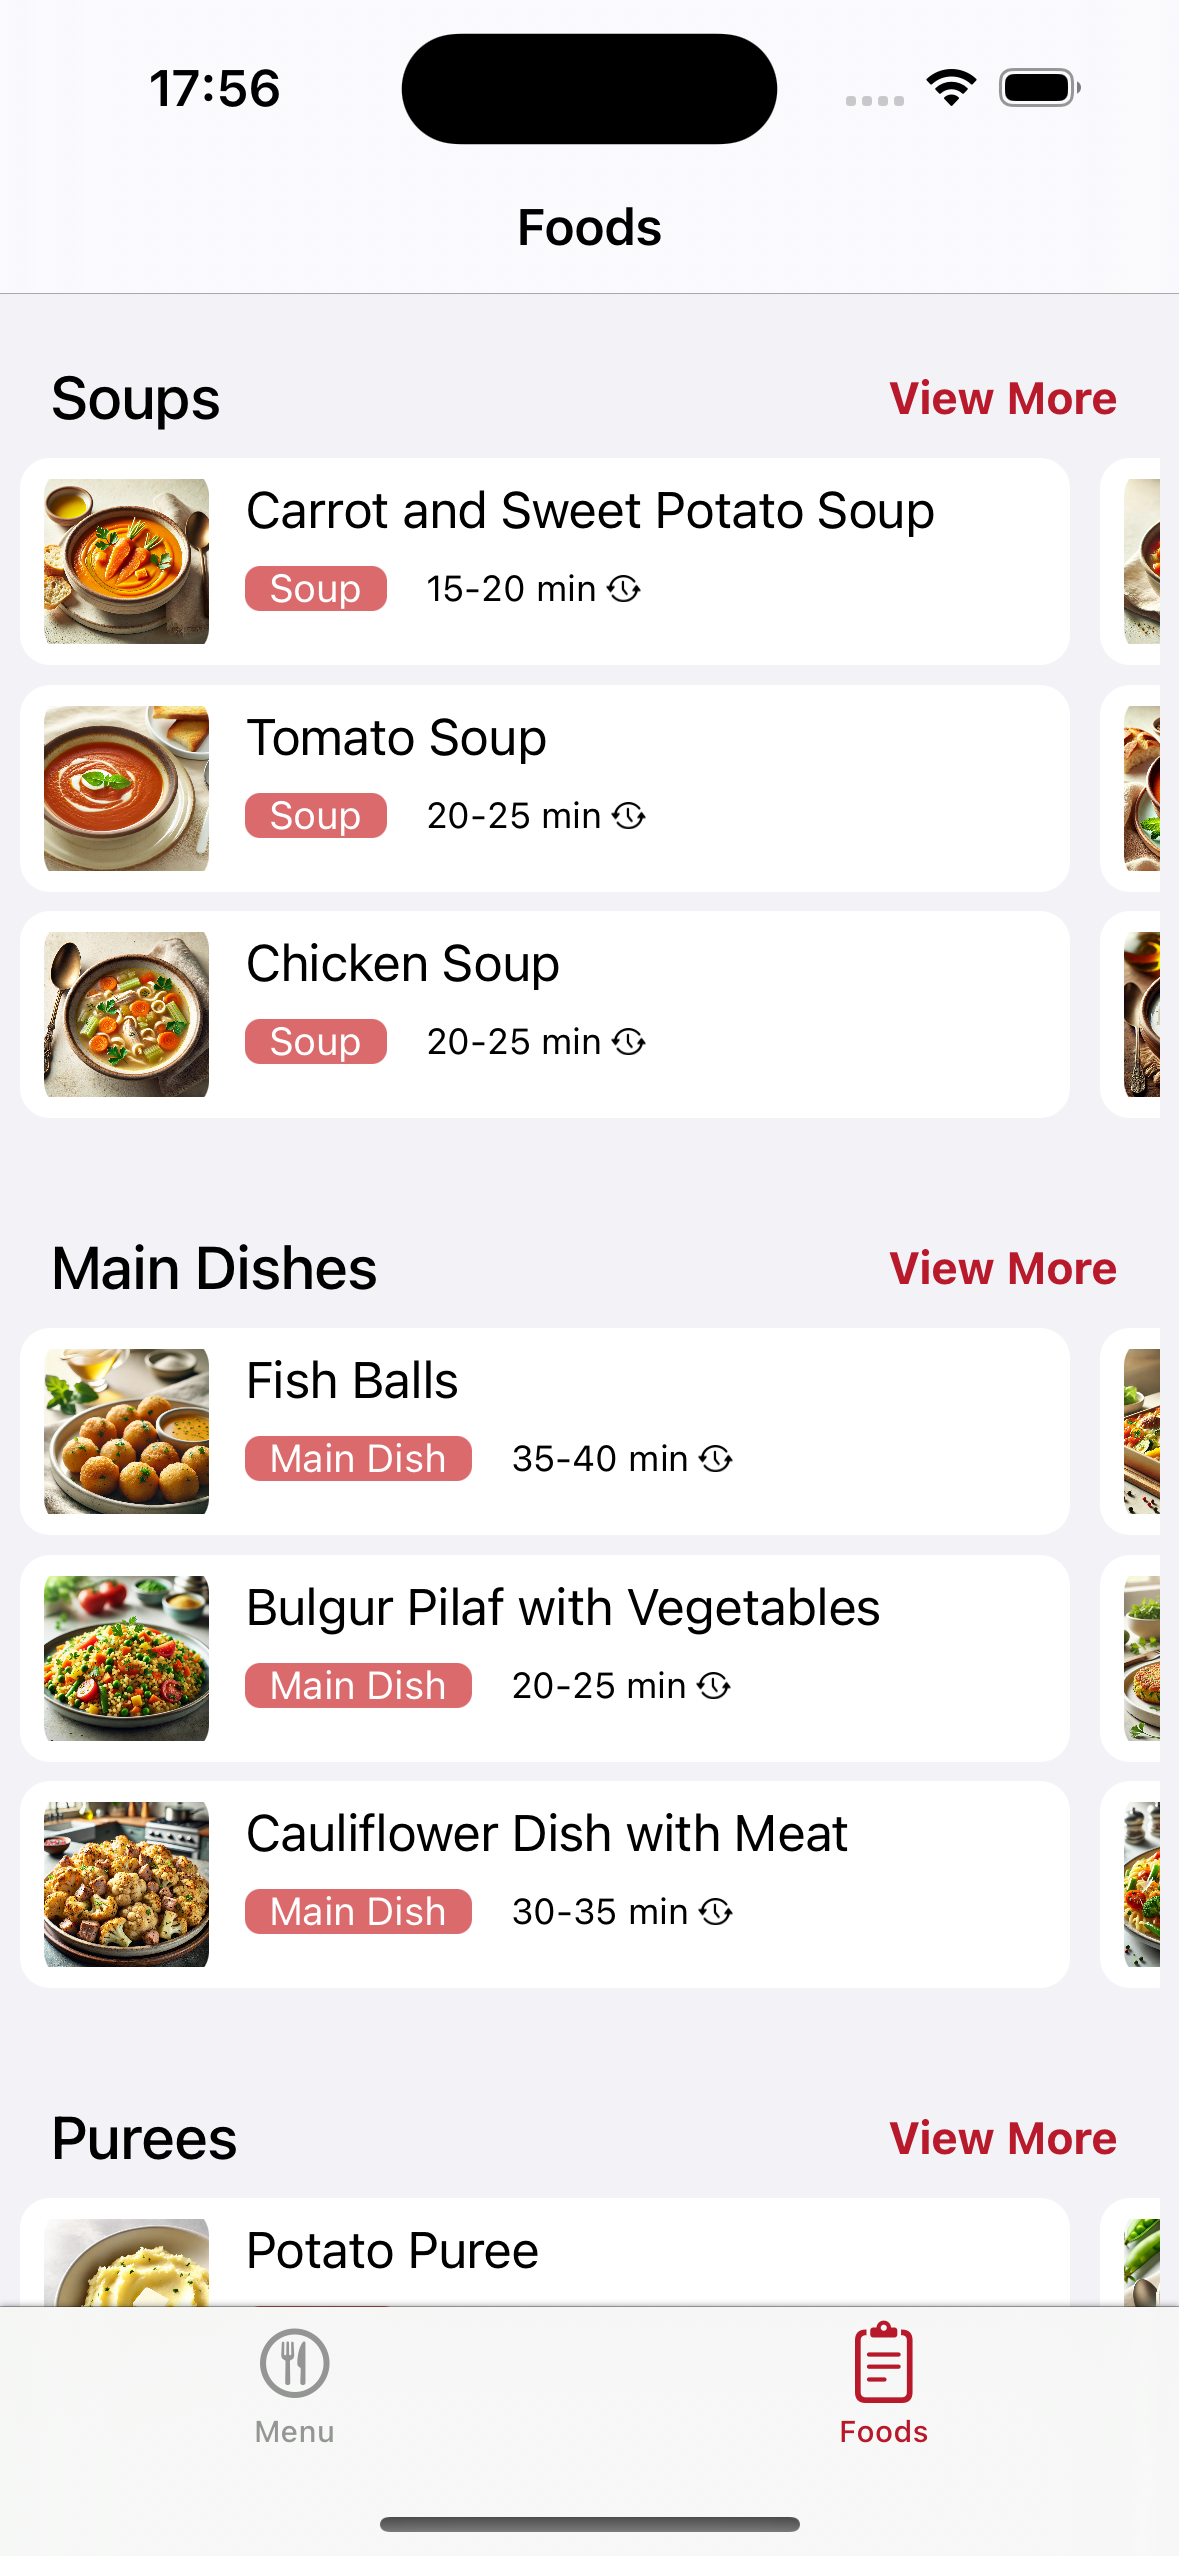 17:56
Foods
Soups View More
Carrot and Sweet Potato Soup
Soup 15-20 min
Tomato Soup
Soup 20-25 min
Chicken Soup
Soup 20-25 min
Main Dishes View More
Fish Balls
Main Dish 35-40 min
Bulgur Pilaf with Vegetables
Main Dish 20-25 min
Cauliflower Dish with Meat
Main Dish 30-35 min
Purees View More
Potato Puree
Menu Foods